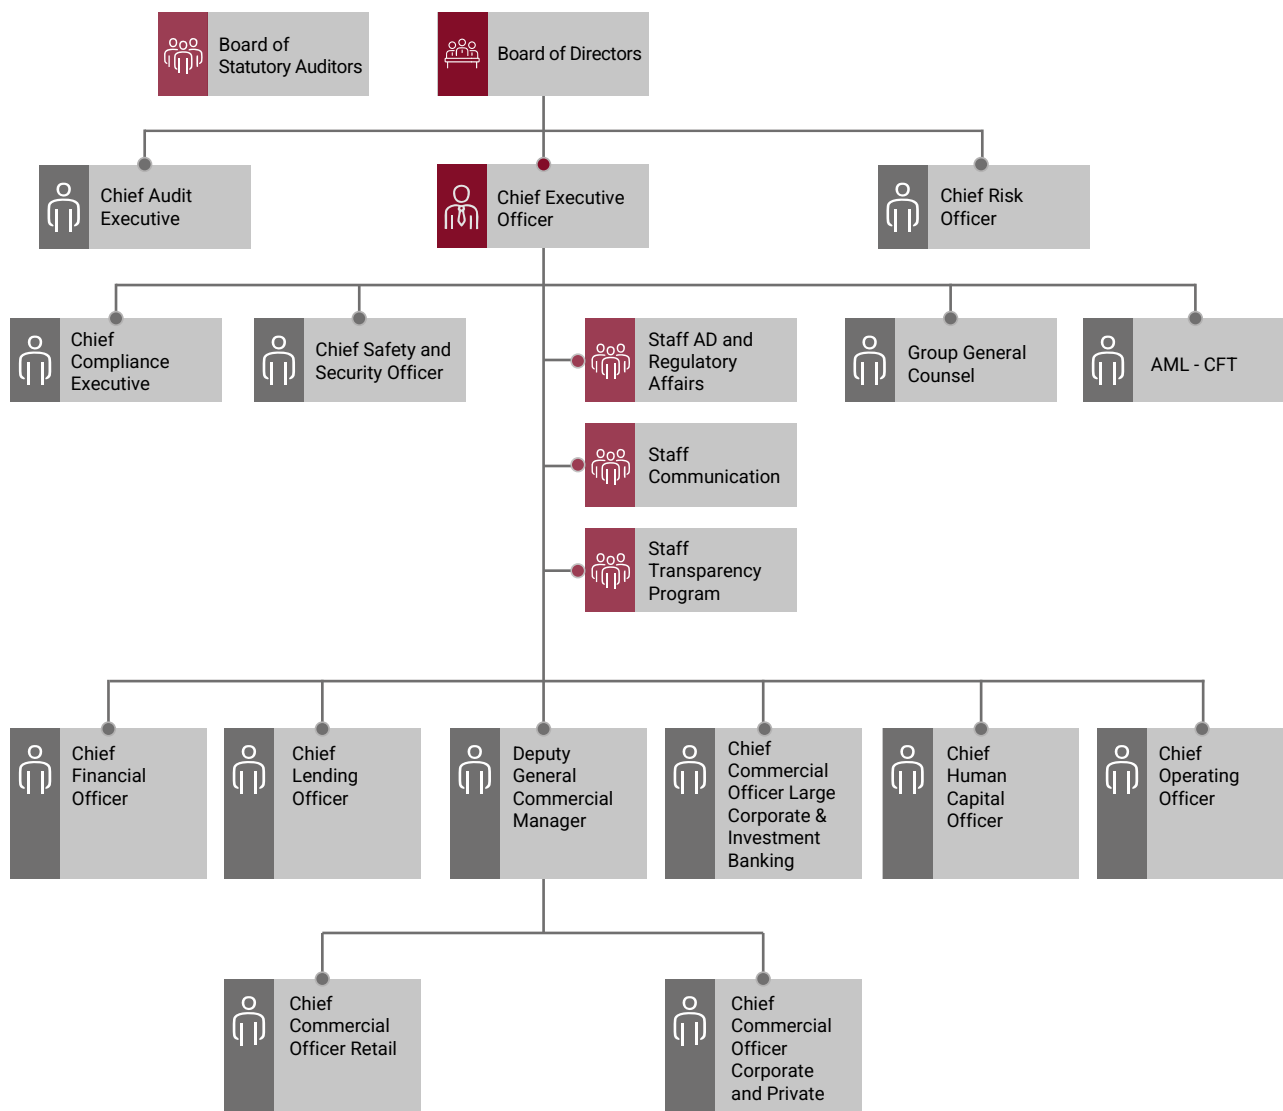 Board of
Statutory Auditors
Board of Directors
Chief Audit
Executive
Chief Executive
Officer
Chief Risk
Officer
Chief
Compliance
Executive
Chief Safety and
Security Officer
Staff AD and
Regulatory
Affairs
Group General
Counsel
AML - CFT
Staff
Communication
Staff
Transparency
Program
Chief
Financial
Officer
Chief
Lending
Officer
Deputy
General
Commercial
Manager
Chief
Commercial
Officer Large
Corporate &
Investment
Banking
Chief
Human
Capital
Officer
Chief
Operating
Officer
Chief
Commercial
Officer Retail
Chief
Commercial
Officer
Corporate
and Private